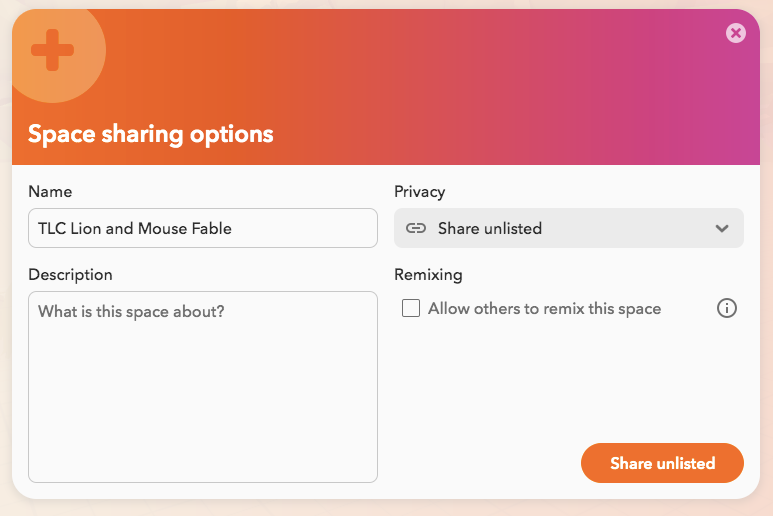 Space sharing options
Name
Privacy
TLC Lion and Mouse Fable
Share unlisted
Description
Remixing
What is this space about?
Allow others to remix this space
Share unlisted